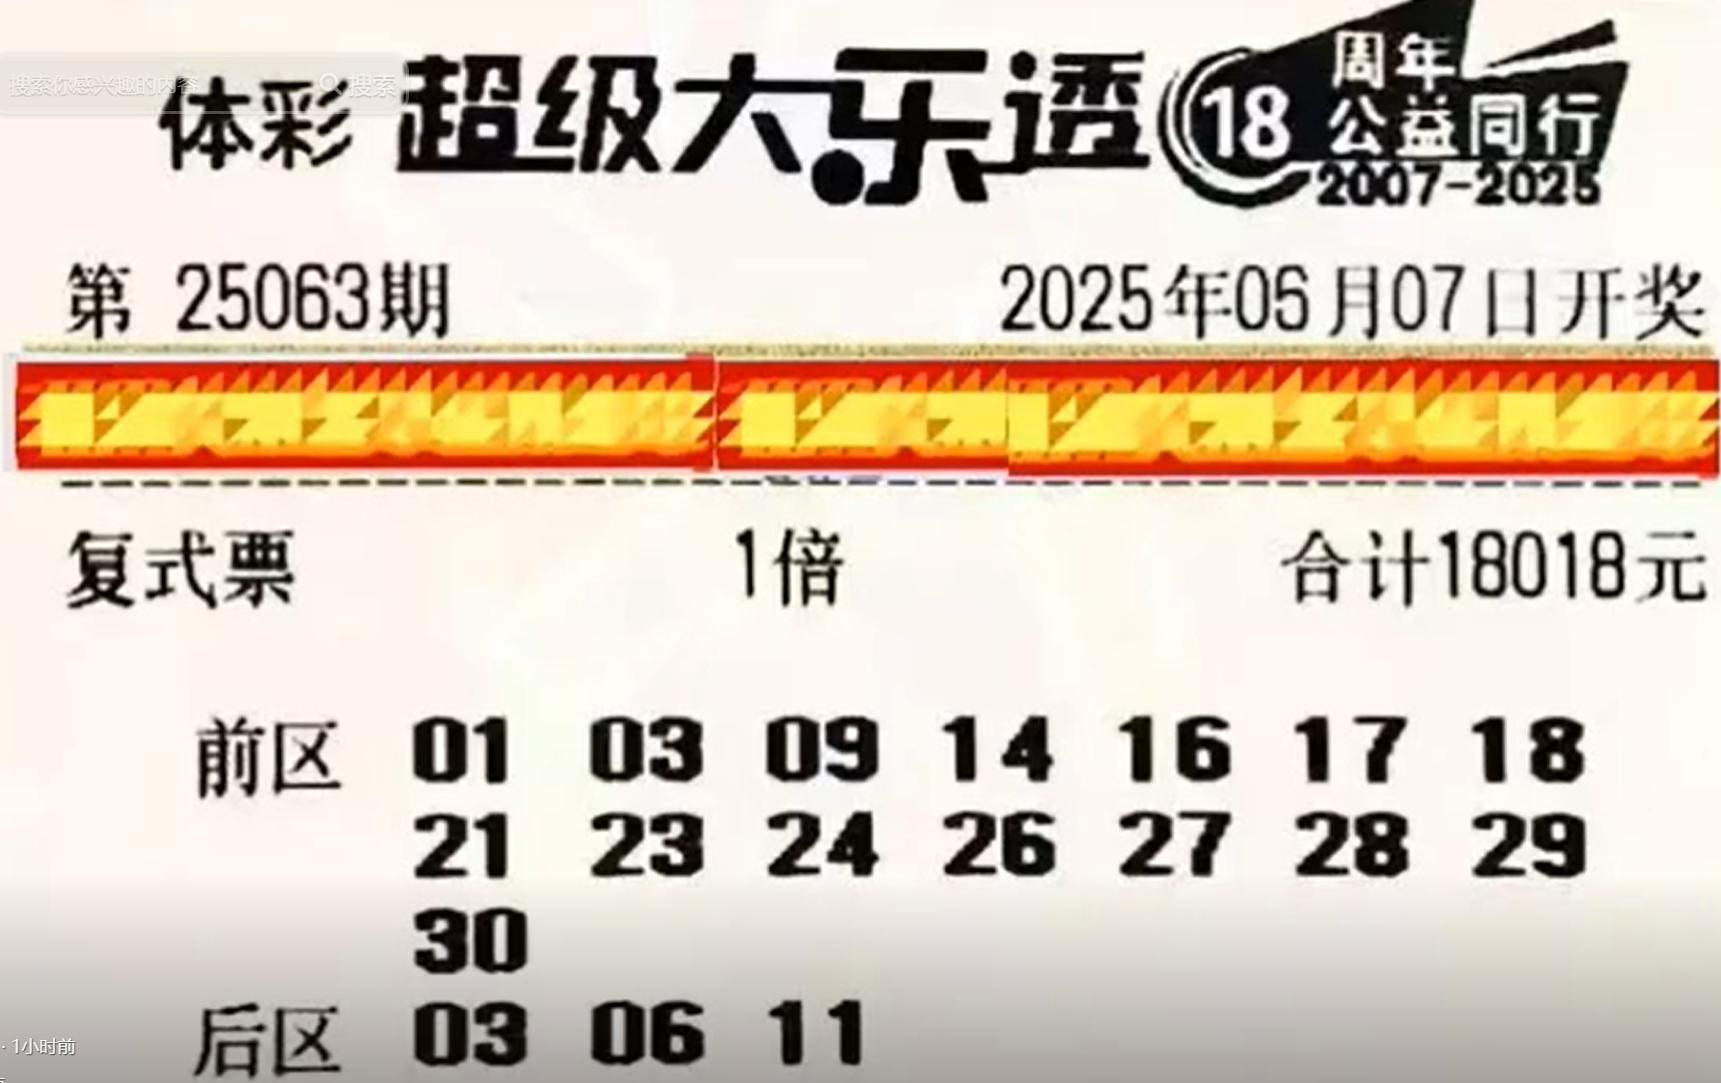 搜索你感兴趣的内容 搜索
体彩 超级大乐透 18 周年
公益同行
2007-2025
第 25063期 2025年06月07日开奖
复式票 1倍 合计18018元
前区 01 03 09 14 16 17 18
21 23 24 26 27 28 29
30
后区 03 06 11
· 1小时前